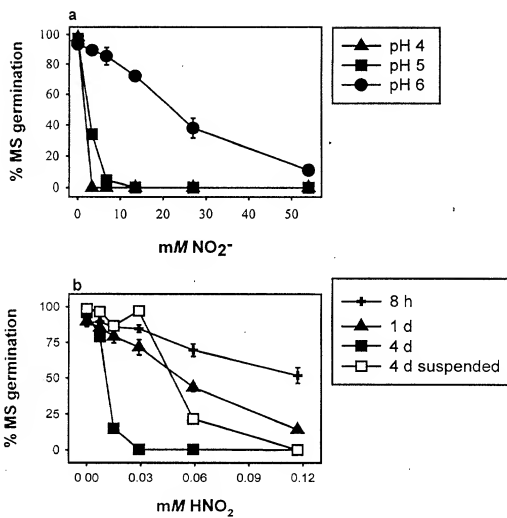 a
% MS germination
100
80
60
40
20
0
0 10 20 30 40 50
mM NO2-
pH 4
pH 5
pH 6
b
% MS germination
100
75
50
25
0
0 00 0.03 0.06 0.09 0.12
mM HNO2
8 h
1 d
4 d
4 d suspended